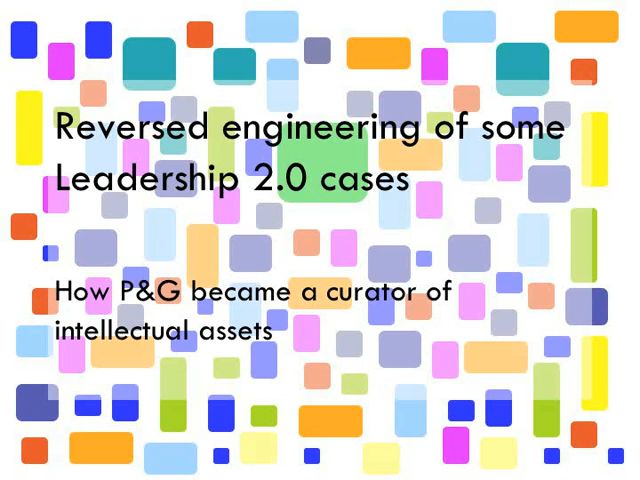 Reversed engineering of some
Leadership 2.0 cases
How P&G became a curator of
intellectual assets